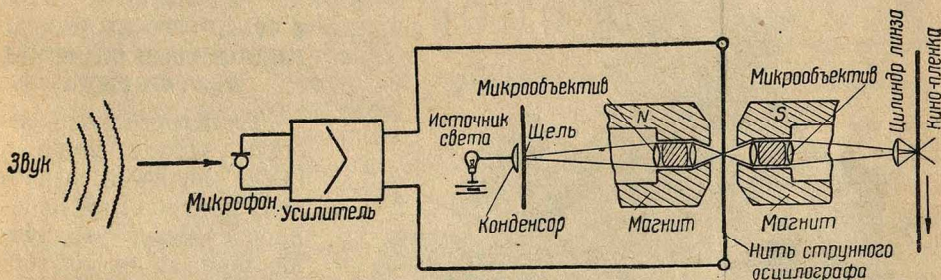 Звук
Микрофон
Усилитель
Источник
света
Конденсор
Щель
Микрообъектив
N
Магнит
S
Магнит
Микрообъектив
Нить струнного
осцилографа
Цилиндр линза
Кино-пленка